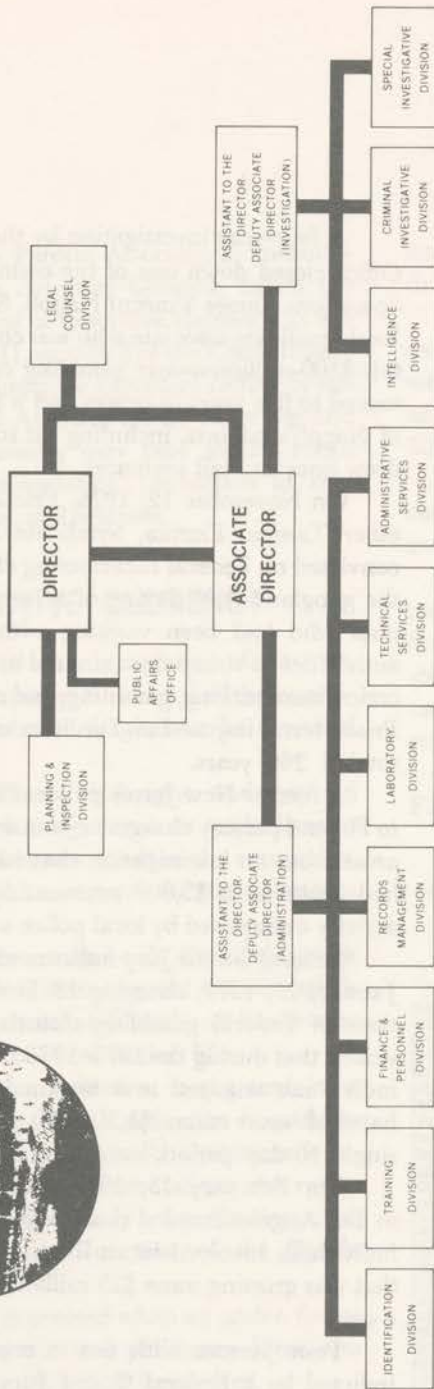 DIRECTOR
PLANNING &
INSPECTION
DIVISION
PUBLIC
AFFAIRS
OFFICE
LEGAL
COUNSEL
DIVISION
ASSOCIATE
DIRECTOR
ASSISTANT TO THE
DIRECTOR
DEPUTY ASSOCIATE
DIRECTOR
(ADMINISTRATION)
ASSISTANT TO THE
DIRECTOR
DEPUTY ASSOCIATE
DIRECTOR
(INVESTIGATION)
IDENTIFICATION
DIVISION
TRAINING
DIVISION
FINANCE &
PERSONNEL
DIVISION
RECORDS
MANAGEMENT
DIVISION
LABORATORY
DIVISION
TECHNICAL
SERVICES
DIVISION
ADMINISTRATIVE
SERVICES
DIVISION
INTELLIGENCE
DIVISION
CRIMINAL
INVESTIGATIVE
DIVISION
SPECIAL
INVESTIGATIVE
DIVISION